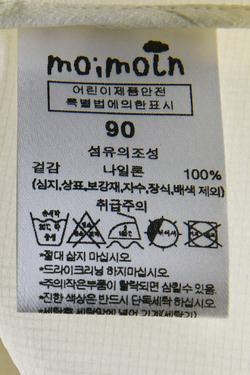 moimoln
어린이제품안전
특별법에의한표시
90
섬유의조성
겉감 나일론 100%
(심지,상표,보강재,자수,장식,배색 제외)
취급주의
*절대 삶지 마십시오.
*드라이크리닝 하지마십시오.
*주의!작은부품이 탈락되면 삼킬수 있음.
*진한 색상은 반드시 단독세탁 하십시오.